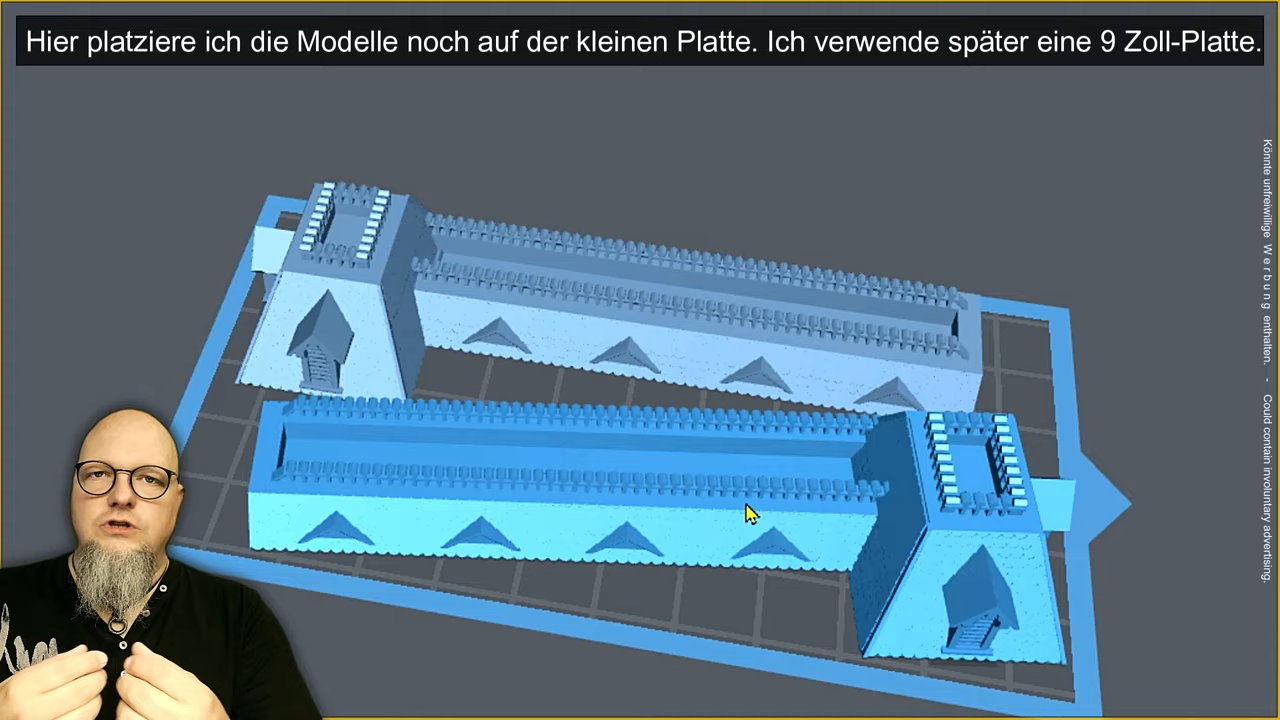 Hier platziere ich die Modelle noch auf der kleinen Platte. Ich verwende später eine 9 Zoll-Platte.
Könnte unfreiwillige Werbung enthalten. - Could contain involuntary advertising.